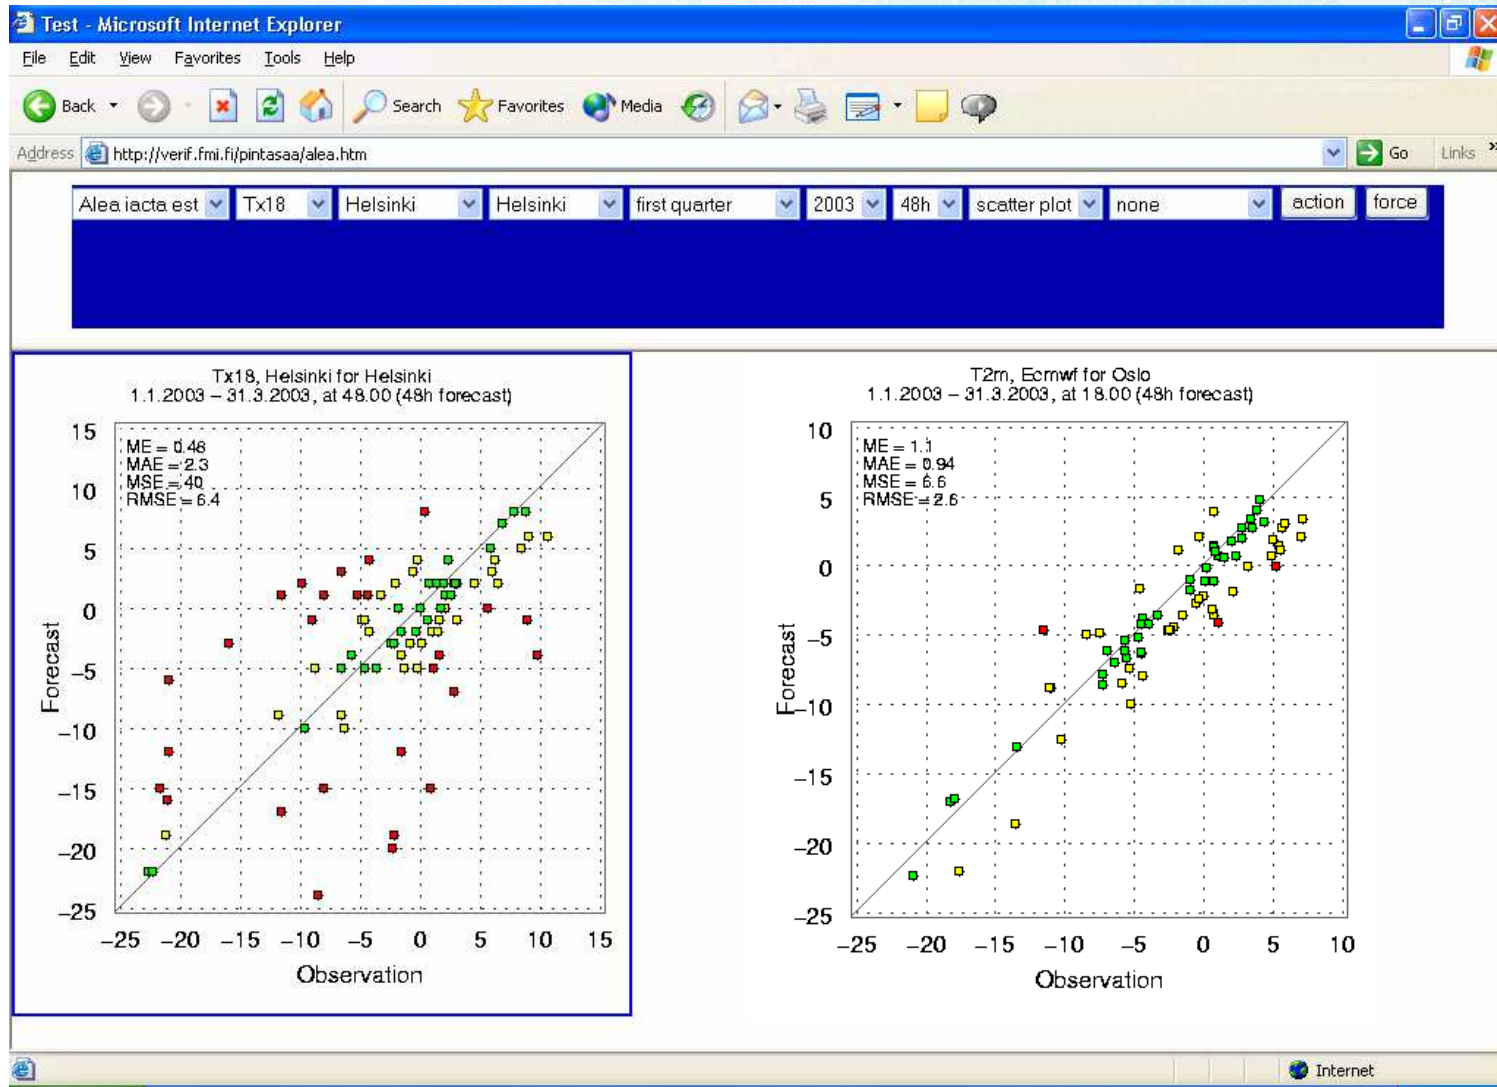 Test - Microsoft Internet Explorer
File Edit View Favorites Tools Help
Back Search Favorites Media
Address http://verif.fmi.fi/pintasaa/alea.htm Go Links »
Alea iacta est Tx18 Helsinki Helsinki first quarter 2003 48h scatter plot none action force
Tx18, Helsinki for Helsinki
1.1.2003 – 31.3.2003, at 48.00 (48h forecast)
ME = 0.48
MAE = 2.3
MSE = 40
RMSE = 6.4
15
10
5
0
−5
−10
−15
−20
−25
Forecast
−25 −20 −15 −10 −5 0 5 10 15
Observation
T2m, Ecmwf for Oslo
1.1.2003 – 31.3.2003, at 18.00 (48h forecast)
ME = 1.1
MAE = 0.94
MSE = 6.6
RMSE = 2.6
10
5
0
−5
−10
−15
−20
−25
Forecast
−25 −20 −15 −10 −5 0 5 10
Observation
Internet